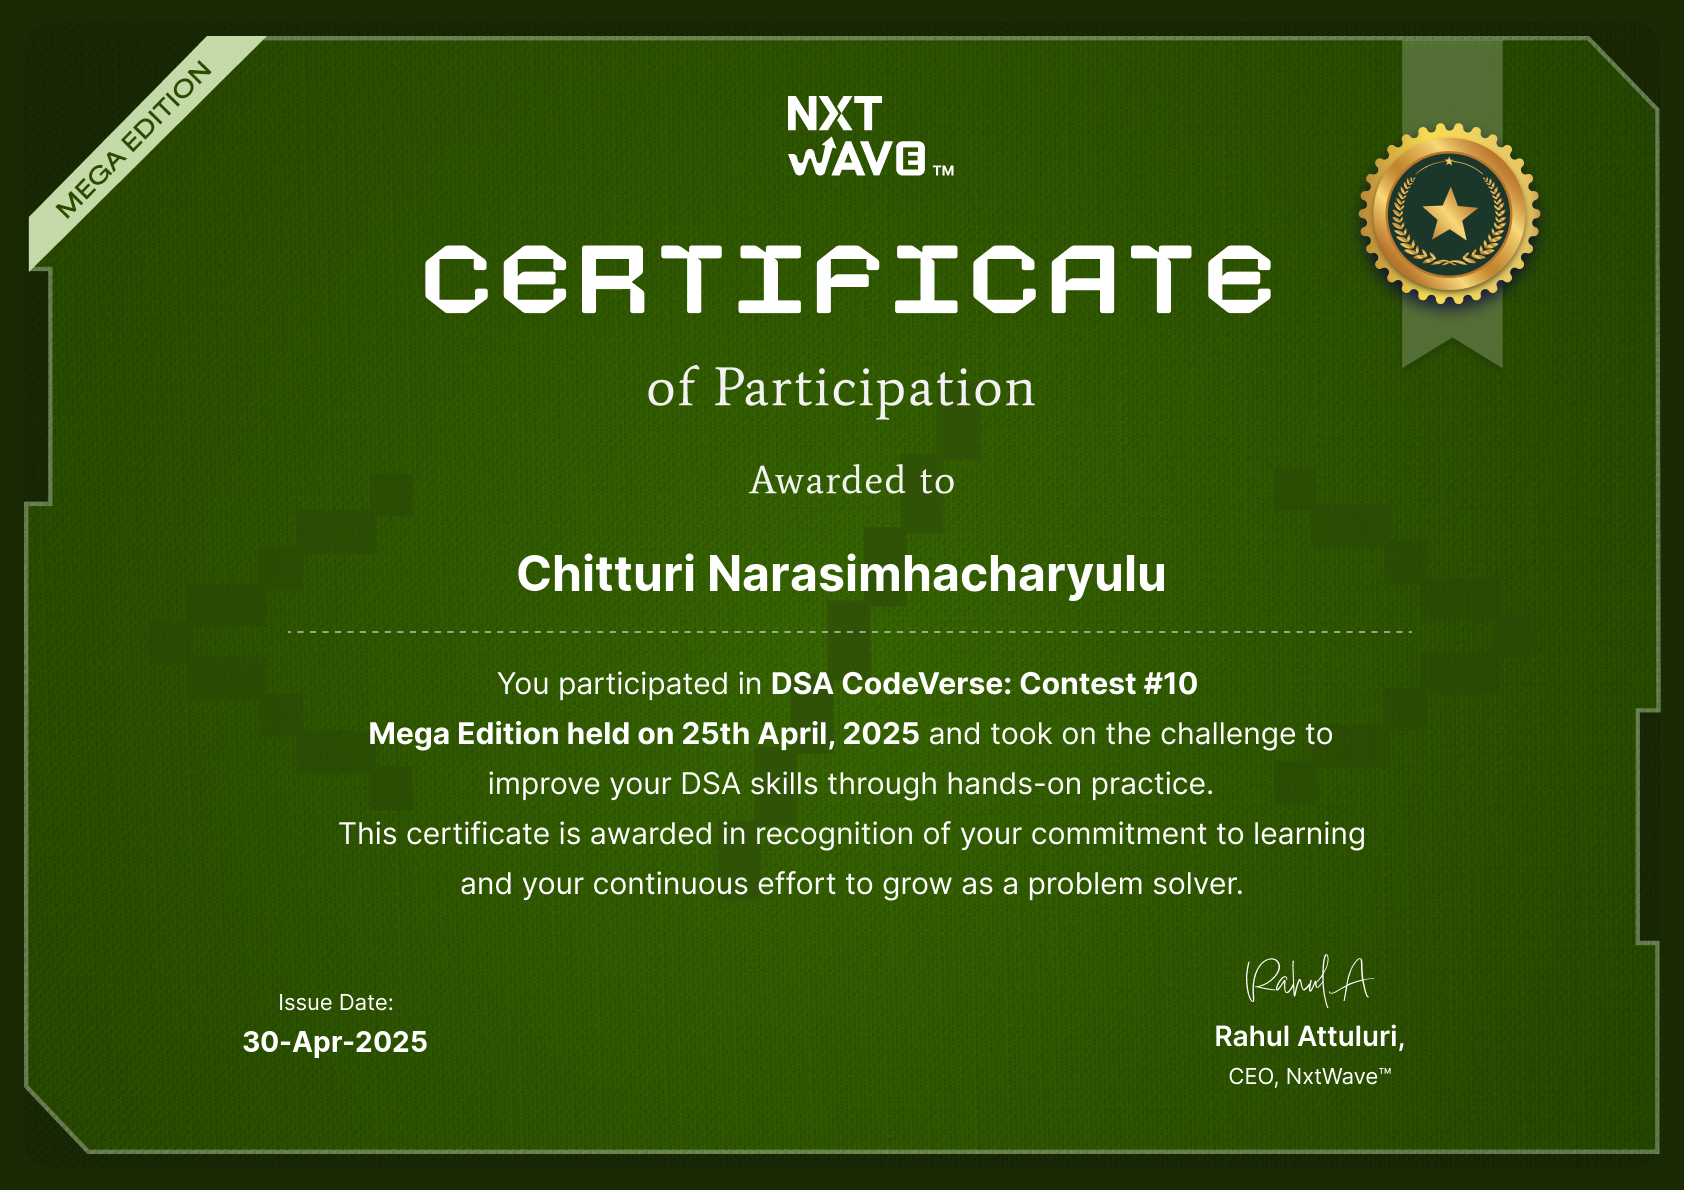 MEGA EDITION
NXT
WAVE ™
CERTIFICATE
of Participation
Awarded to
Chitturi Narasimhacharyulu
You participated in DSA CodeVerse: Contest #10
Mega Edition held on 25th April, 2025 and took on the challenge to
improve your DSA skills through hands-on practice.
This certificate is awarded in recognition of your commitment to learning
and your continuous effort to grow as a problem solver.
Issue Date:
30-Apr-2025
Rahul A
Rahul Attuluri,
CEO, NxtWave™